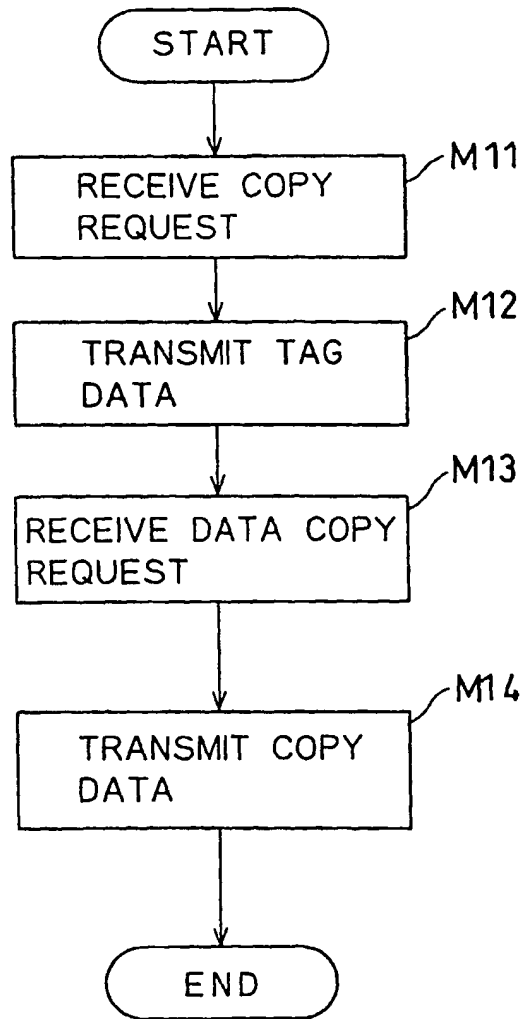 START
M11
RECEIVE COPY
REQUEST
M12
TRANSMIT TAG
DATA
M13
RECEIVE DATA COPY
REQUEST
M14
TRANSMIT COPY
DATA
END